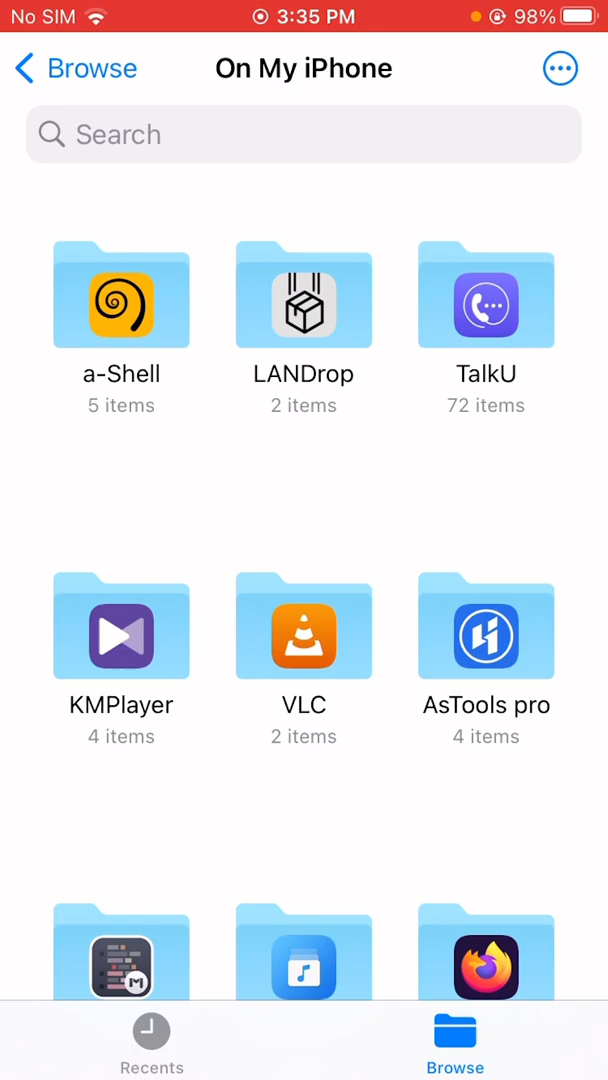 No SIM 3:35 PM 98%
Browse On My iPhone
Search
a-Shell LANDrop TalkU
5 items 2 items 72 items
KMPlayer VLC AsTools pro
4 items 2 items 4 items
Recents Browse